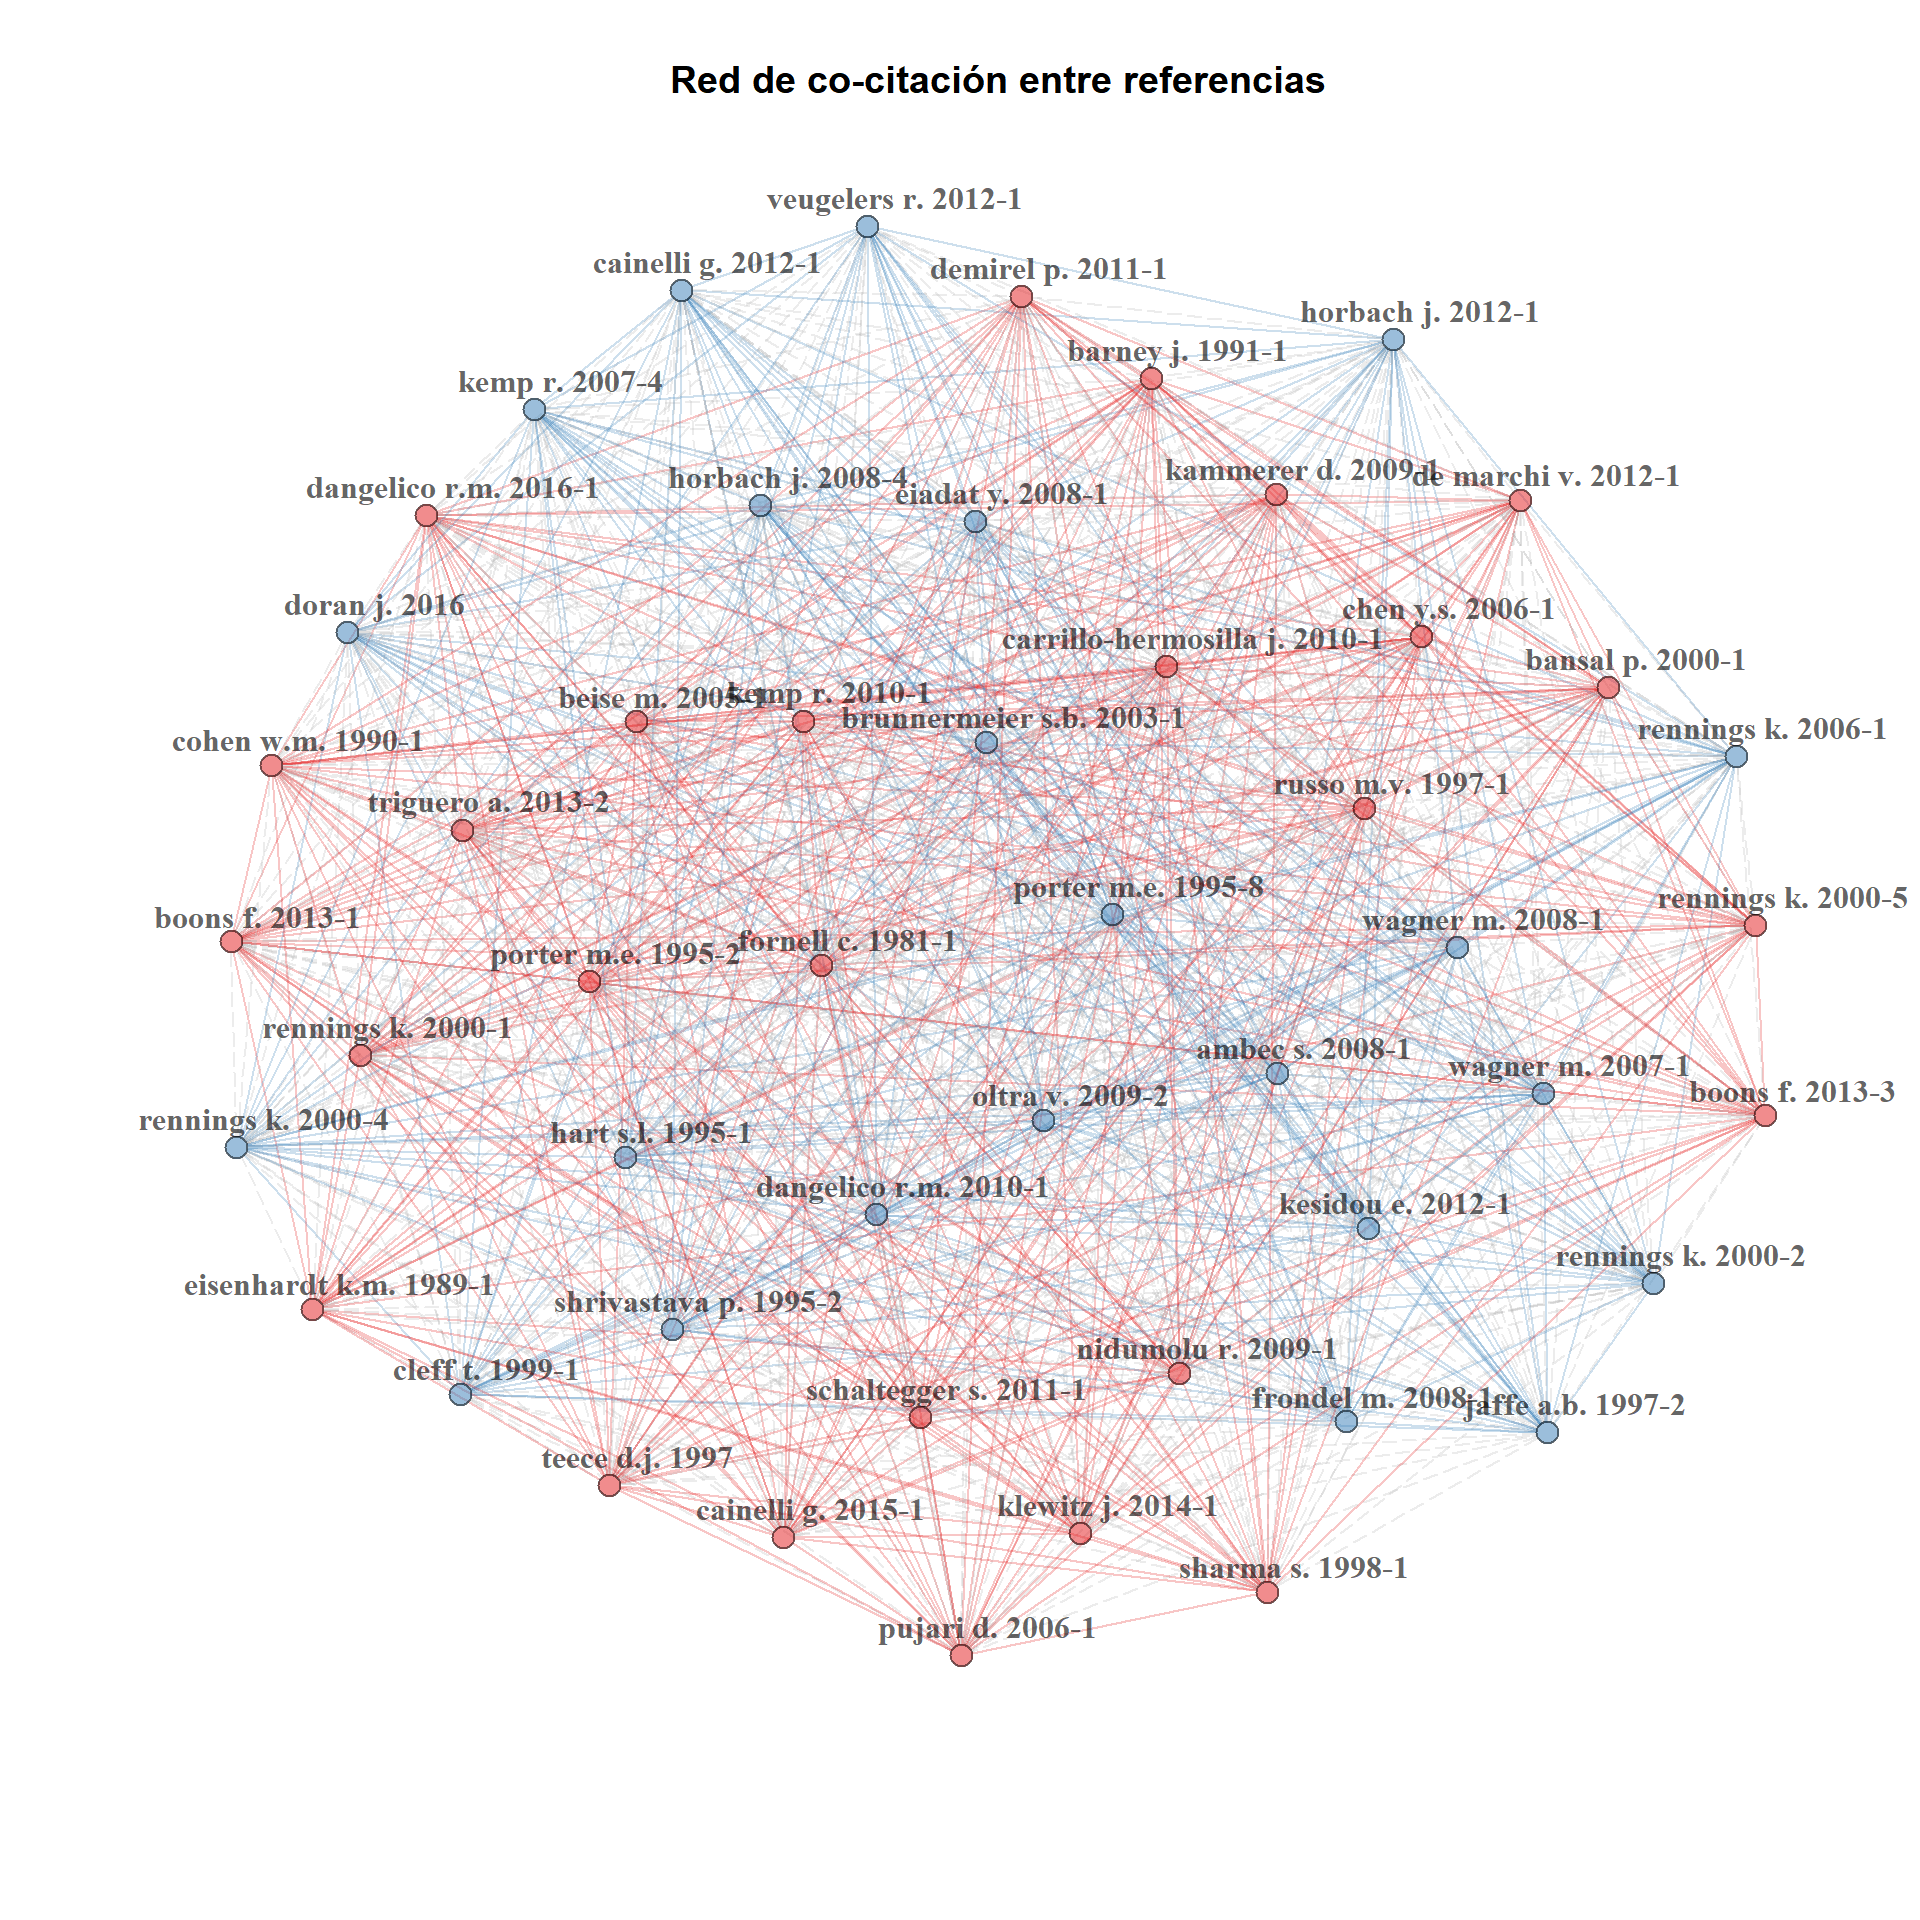 Red de co-citación entre referencias
veugelers r. 2012-1
cainelli g. 2012-1
demirel p. 2011-1
horbach j. 2012-1
barney j. 1991-1
kemp r. 2007-4
kammerer d. 2009-1
de marchi v. 2012-1
horbach j. 2008-4
dangelico r.m. 2016-1
eiadat y. 2008-1
doran j. 2016
chen y.s. 2006-1
carrillo-hermosilla j. 2010-1
bansal p. 2000-1
kemp r. 2010-1
beise m. 2005-1
brunnermeier s.b. 2003-1
rennings k. 2006-1
cohen w.m. 1990-1
russo m.v. 1997-1
triguero a. 2013-2
porter m.e. 1995-8
rennings k. 2000-5
boons f. 2013-1
wagner m. 2008-1
fornell c. 1981-1
porter m.e. 1995-2
rennings k. 2000-1
ambec s. 2008-1
wagner m. 2007-1
boons f. 2013-3
oltra v. 2009-2
rennings k. 2000-4
hart s.l. 1995-1
dangelico r.m. 2010-1
kesidou e. 2012-1
rennings k. 2000-2
eisenhardt k.m. 1989-1
shrivastava p. 1995-2
nidumolu r. 2009-1
cleff t. 1999-1
schaltegger s. 2011-1
frondel m. 2008-1
jaffe a.b. 1997-2
teece d.j. 1997
cainelli g. 2015-1
klewitz j. 2014-1
sharma s. 1998-1
pujari d. 2006-1